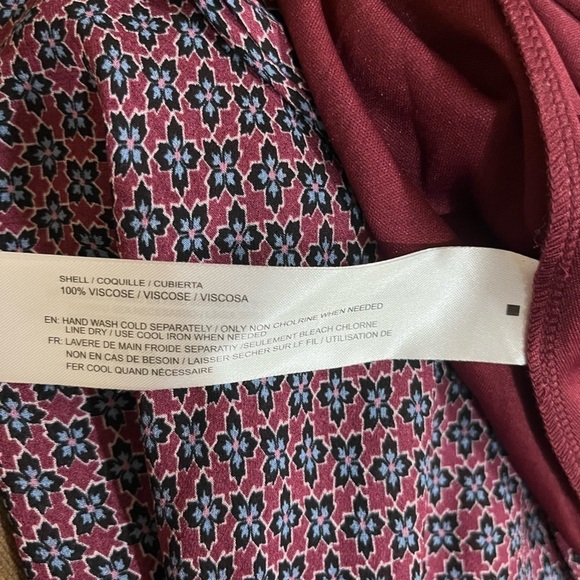 SHELL / COQUILLE / CUBIERTA
100% VISCOSE / VISCOSE / VISCOSA
EN: HAND WASH COLD SEPARATELY / ONLY NON CHOLRINE WHEN NEEDED
LINE DRY / USE COOL IRON WHEN NEEDED
FR: LAVERE DE MAIN FROIDE SEPARATIY /SEULEMENT BLEACH CHLORNE
NON EN CAS DE BESOIN / LAISSER SECHER SUR LF FIL / UTILISATION DE
FER COOL QUAND NÉCESSAIRE